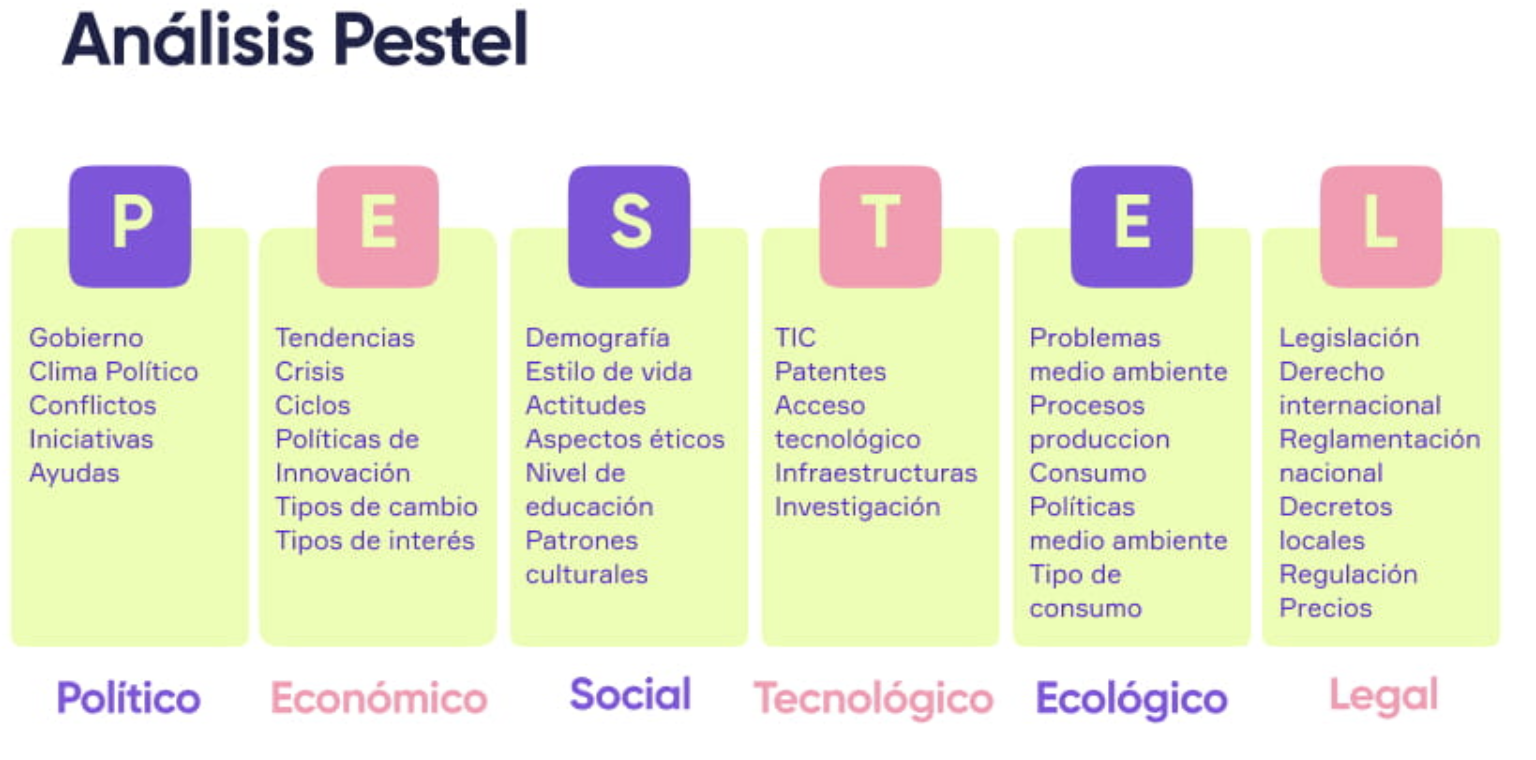 Análisis Pestel
P
Gobierno
Clima Político
Conflictos
Iniciativas
Ayudas
Político
E
Tendencias
Crisis
Ciclos
Políticas de
Innovación
Tipos de cambio
Tipos de interés
Económico
S
Demografía
Estilo de vida
Actitudes
Aspectos éticos
Nivel de
educación
Patrones
culturales
Social
T
TIC
Patentes
Acceso
tecnológico
Infraestructuras
Investigación
Tecnológico
E
Problemas
medio ambiente
Procesos
produccion
Consumo
Políticas
medio ambiente
Tipo de
consumo
Ecológico
L
Legislación
Derecho
internacional
Reglamentación
nacional
Decretos
locales
Regulación
Precios
Legal